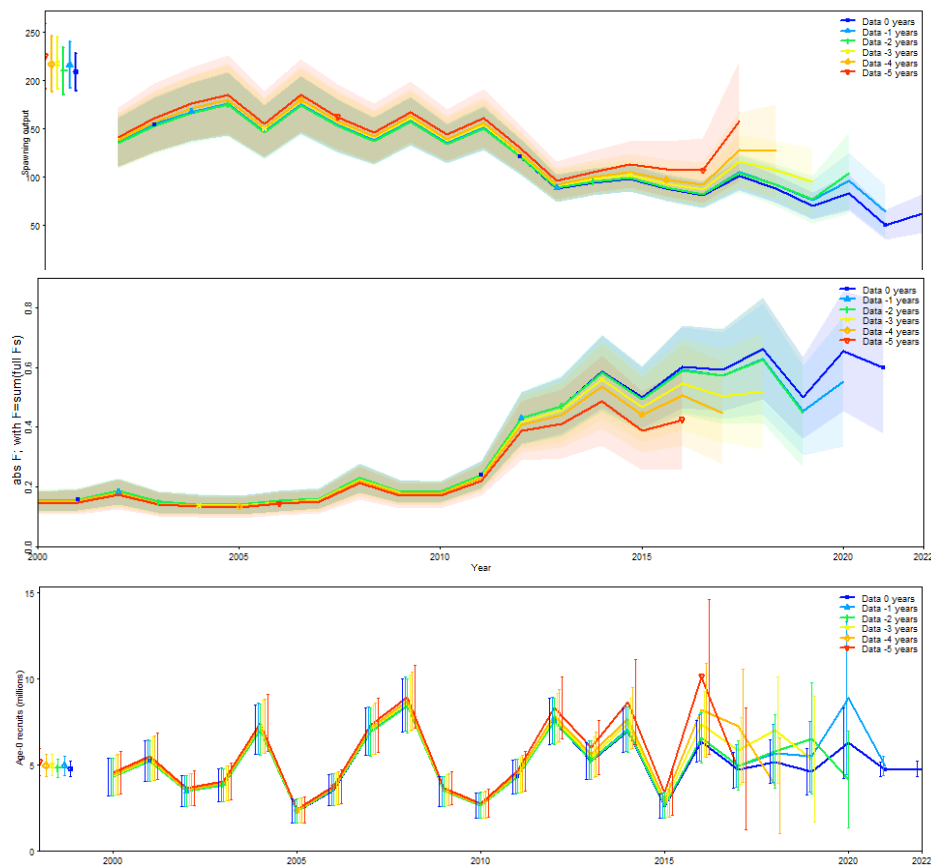 250
200
150
100
50
Spawning output
Data 0 years
Data -1 years
Data -2 years
Data -3 years
Data -4 years
Data -5 years
0.8
0.6
0.4
0.2
0.0
abs F; with F=sum(full Fs)
Data 0 years
Data -1 years
Data -2 years
Data -3 years
Data -4 years
Data -5 years
2000 2005 2010 2015 2020 2022
Year
15
10
5
0
Age-0 recruits (millions)
Data 0 years
Data -1 years
Data -2 years
Data -3 years
Data -4 years
Data -5 years
2000 2005 2010 2015 2020 2022